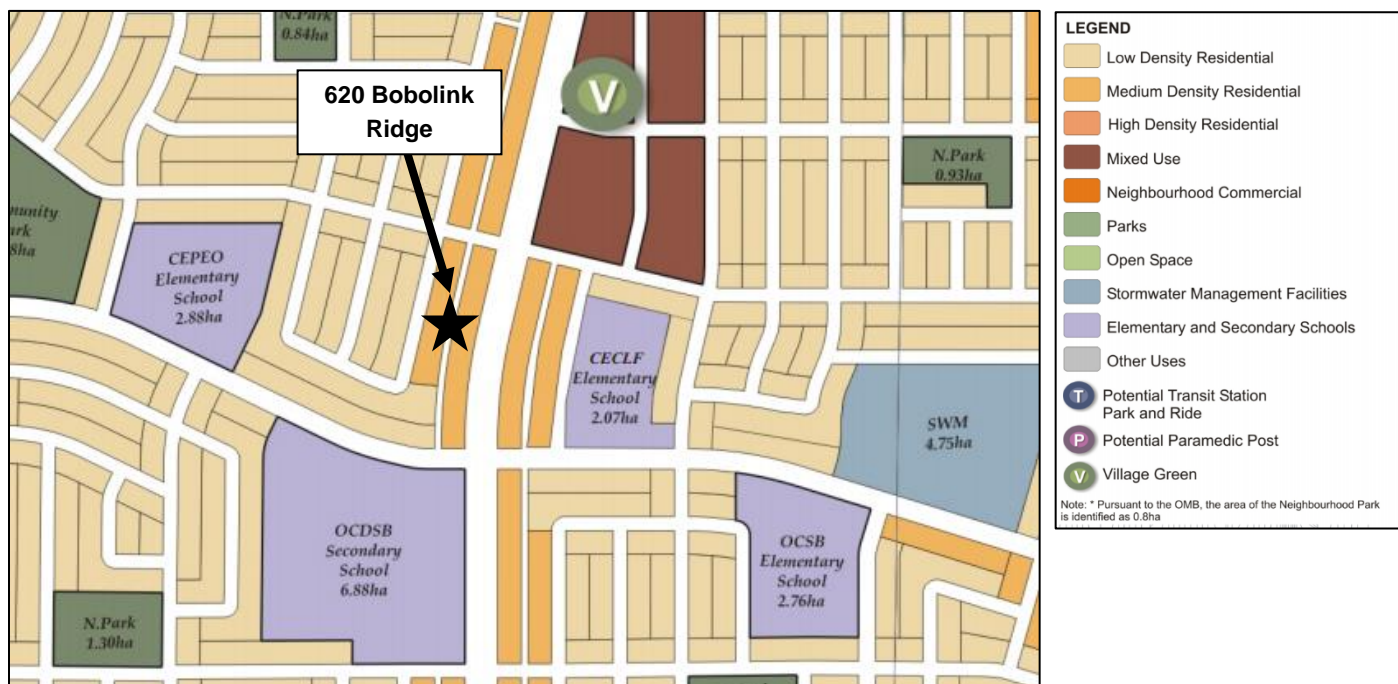 N.Park
0.84ha
620 Bobolink
Ridge
V
N.Park
0.93ha
munity
ark
8ha
CEPEO
Elementary
School
2.88ha
CECLF
Elementary
School
2.07ha
SWM
4.75ha
OCDSB
Secondary
School
6.88ha
OCSB
Elementary
School
2.76ha
N.Park
1.30ha
LEGEND
Low Density Residential
Medium Density Residential
High Density Residential
Mixed Use
Neighbourhood Commercial
Parks
Open Space
Stormwater Management Facilities
Elementary and Secondary Schools
Other Uses
T Potential Transit Station
Park and Ride
P Potential Paramedic Post
V Village Green
Note: * Pursuant to the OMB, the area of the Neighbourhood Park
is identified as 0.8ha